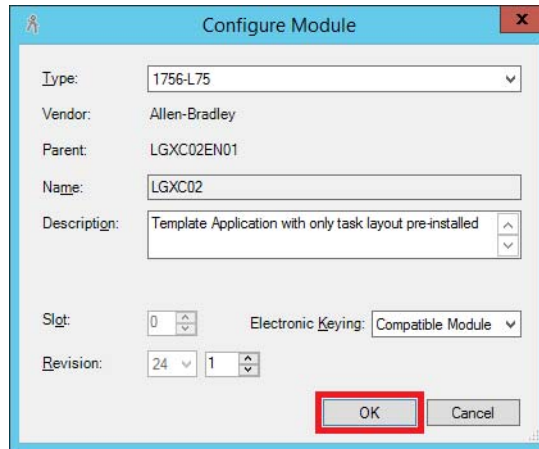 Configure Module
x
Type: 1756-L75
Vendor: Allen-Bradley
Parent: LGXC02EN01
Name: LGXC02
Description: Template Application with only task layout pre-installed
Slot: 0 Electronic Keying: Compatible Module
Revision: 24 1
OK Cancel